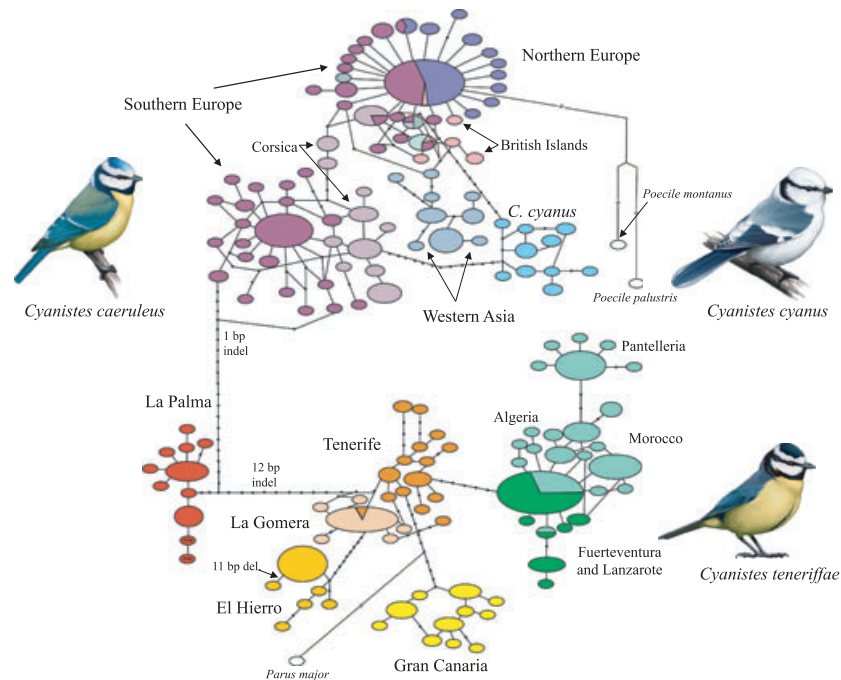 Northern Europe
Southern Europe
Corsica
British Islands
C. cyanus
Poecile montanus
Poecile palustris
Western Asia
Cyanistes caeruleus
Cyanistes cyanus
1 bp
indel
Pantelleria
La Palma
Algeria
Tenerife
Morocco
12 bp
indel
La Gomera
11 bp del
Fuerteventura
and Lanzarote
Cyanistes teneriffae
El Hierro
Gran Canaria
Parus major